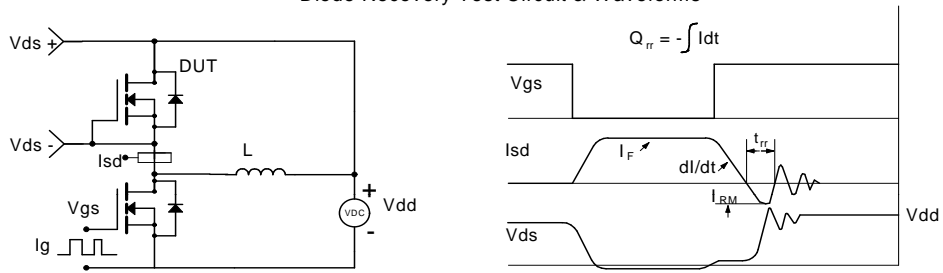 Diode Recovery Test Circuit & Waveforms
Vds +
DUT
Vds -
Isd
L
Vgs
Ig
+
VDC
-
Vdd
Q rr = - ∫ Idt
Vgs
Isd
I F
dI/dt
t rr
I RM
Vds
Vdd